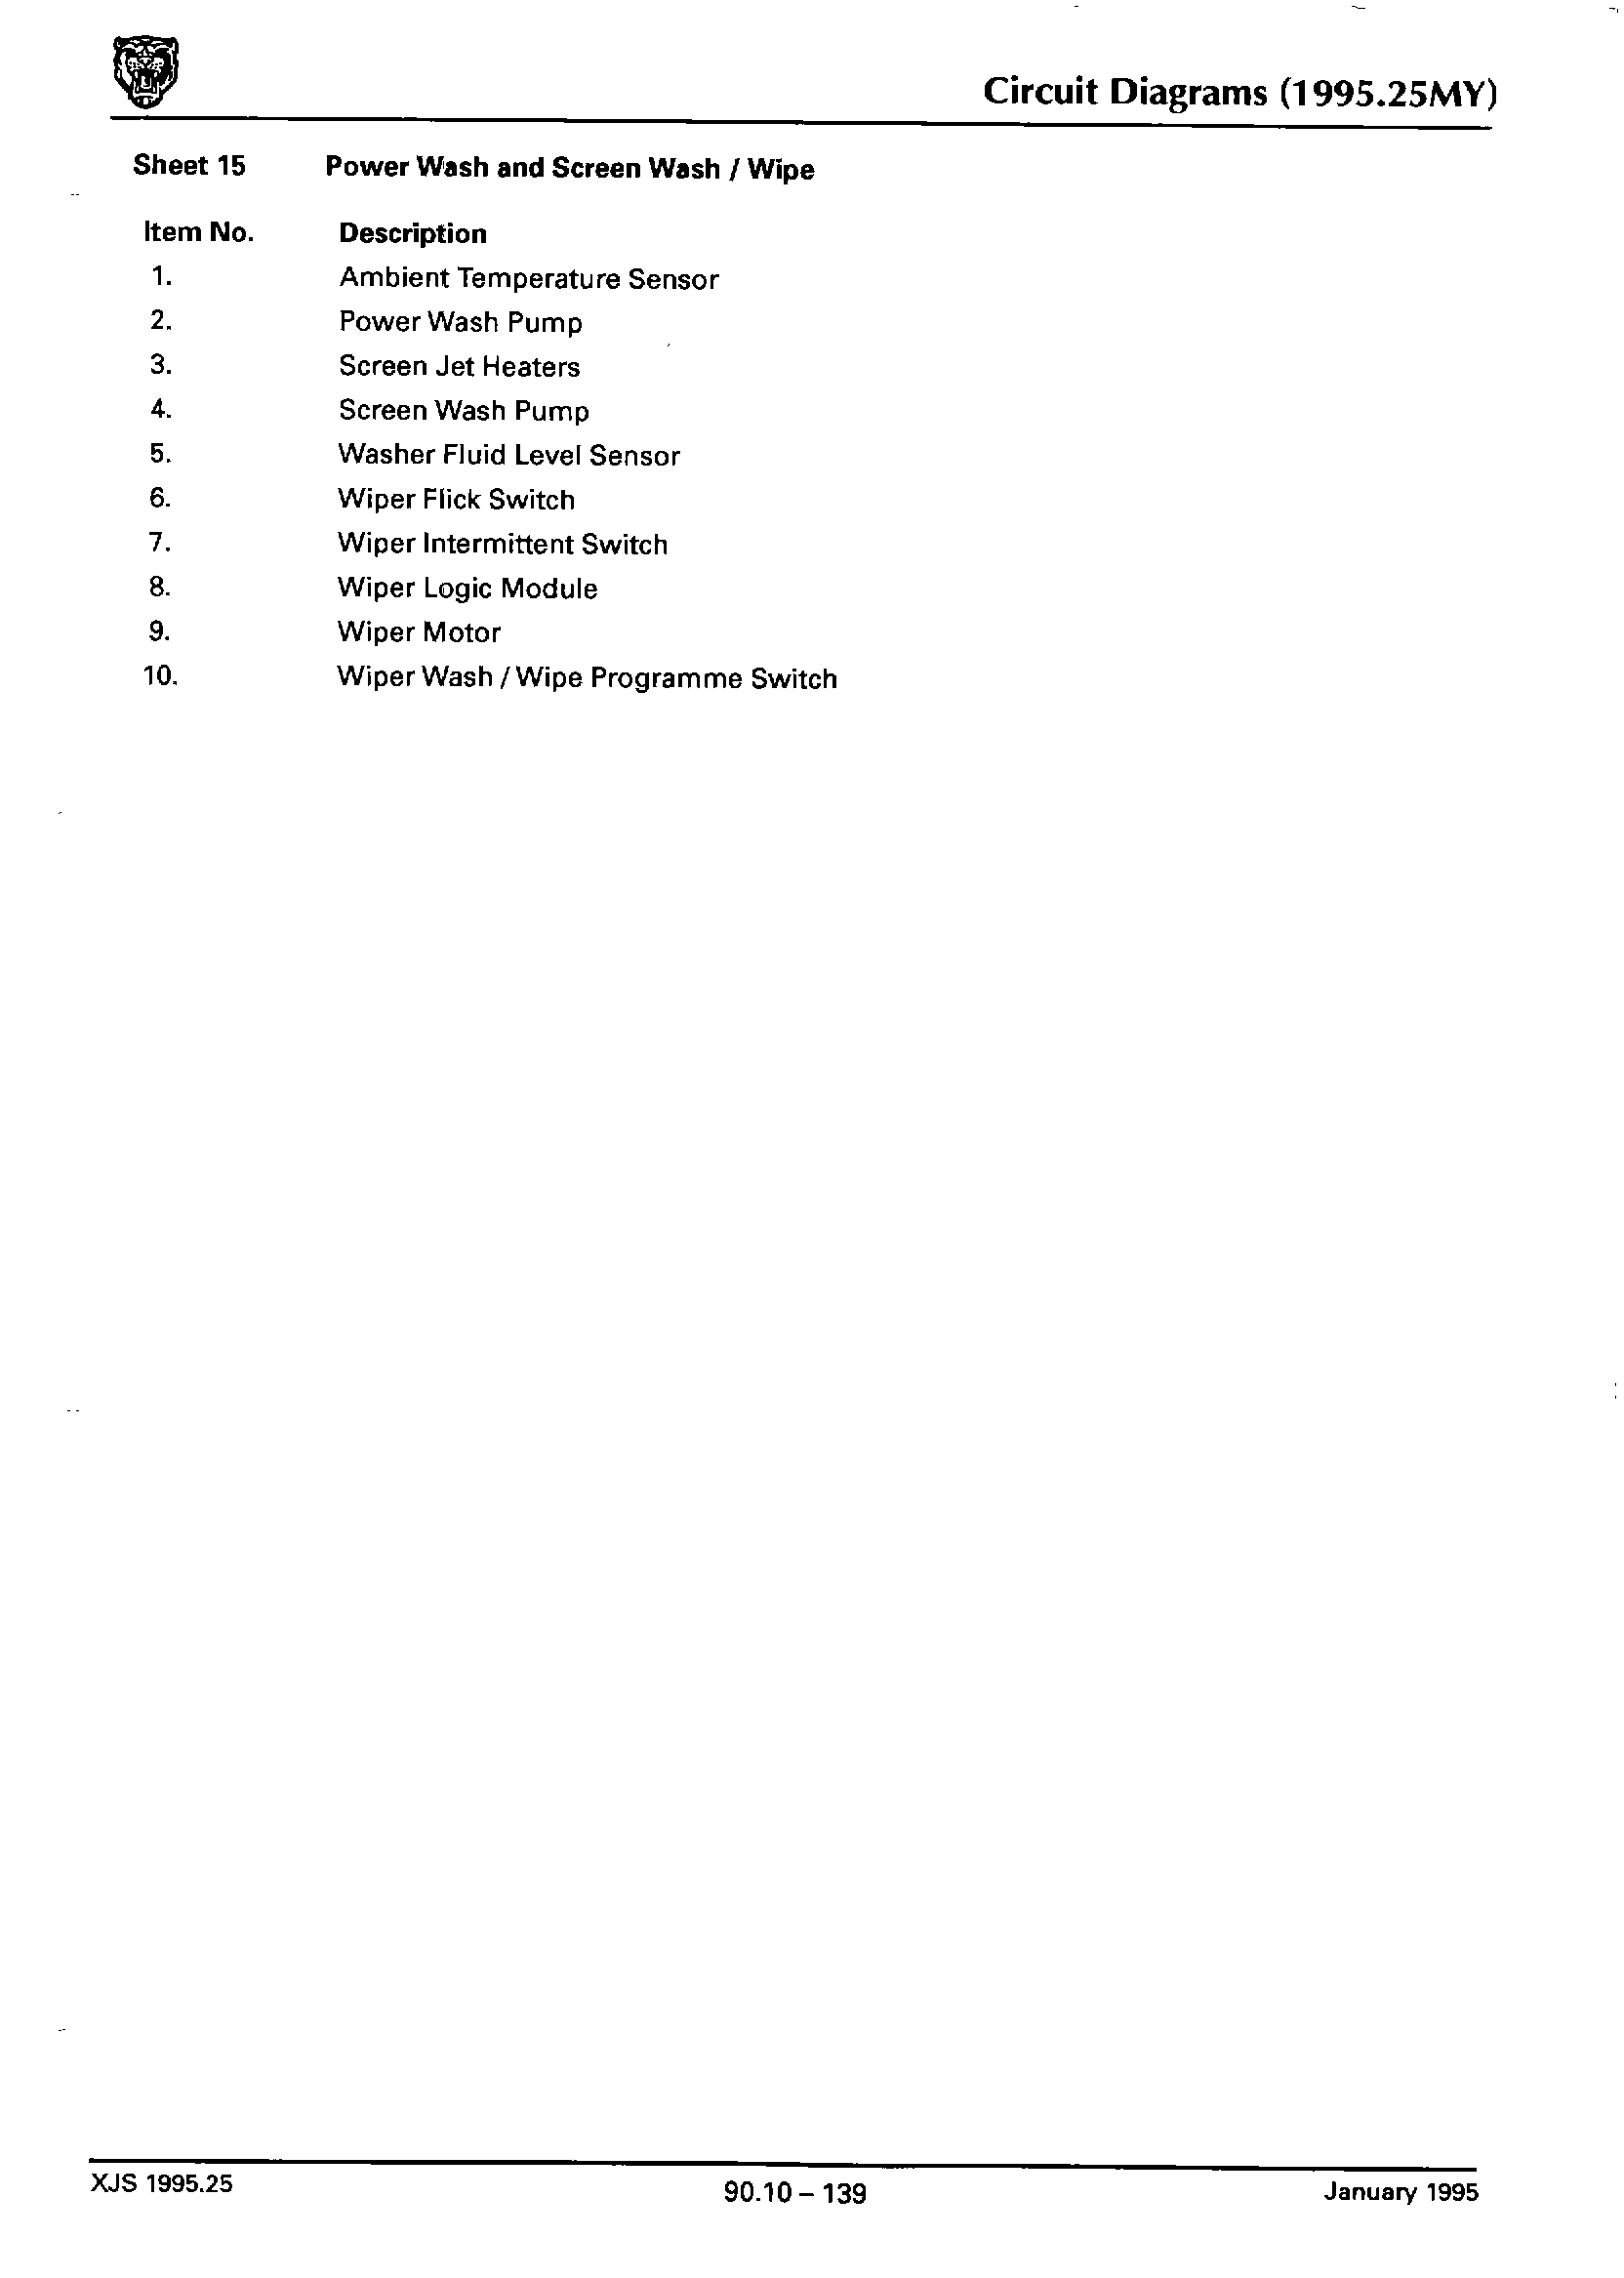 Circuit Diagrams (1995.25MY)
Sheet 15 Power Wash and Screen Wash / Wipe
Item No. Description
1. Ambient Temperature Sensor
2. Power Wash Pump
3. Screen Jet Heaters
4. Screen Wash Pump
5. Washer Fluid Level Sensor
6. Wiper Flick Switch
7. Wiper Intermittent Switch
8. Wiper Logic Module
9. Wiper Motor
10. Wiper Wash / Wipe Programme Switch
XJS 1995.25 90.10 – 139 January 1995